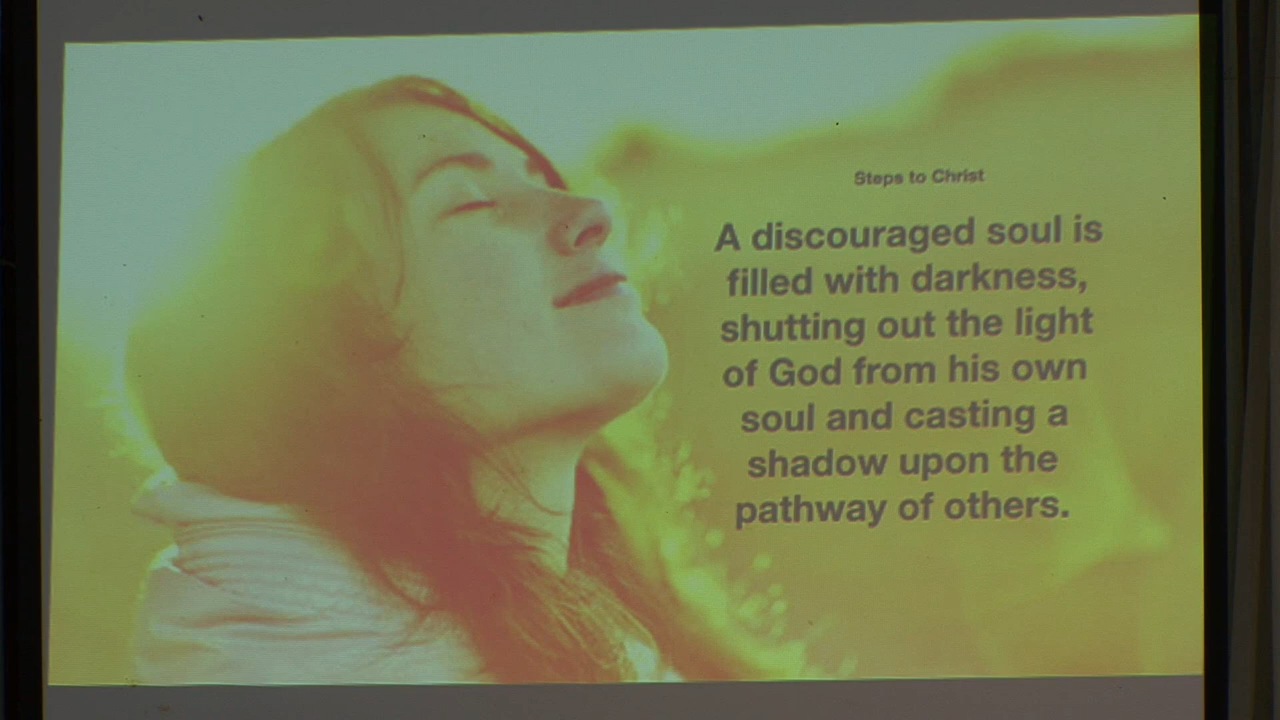 Steps to Christ
A discouraged soul is
filled with darkness,
shutting out the light
of God from his own
soul and casting a
shadow upon the
pathway of others.